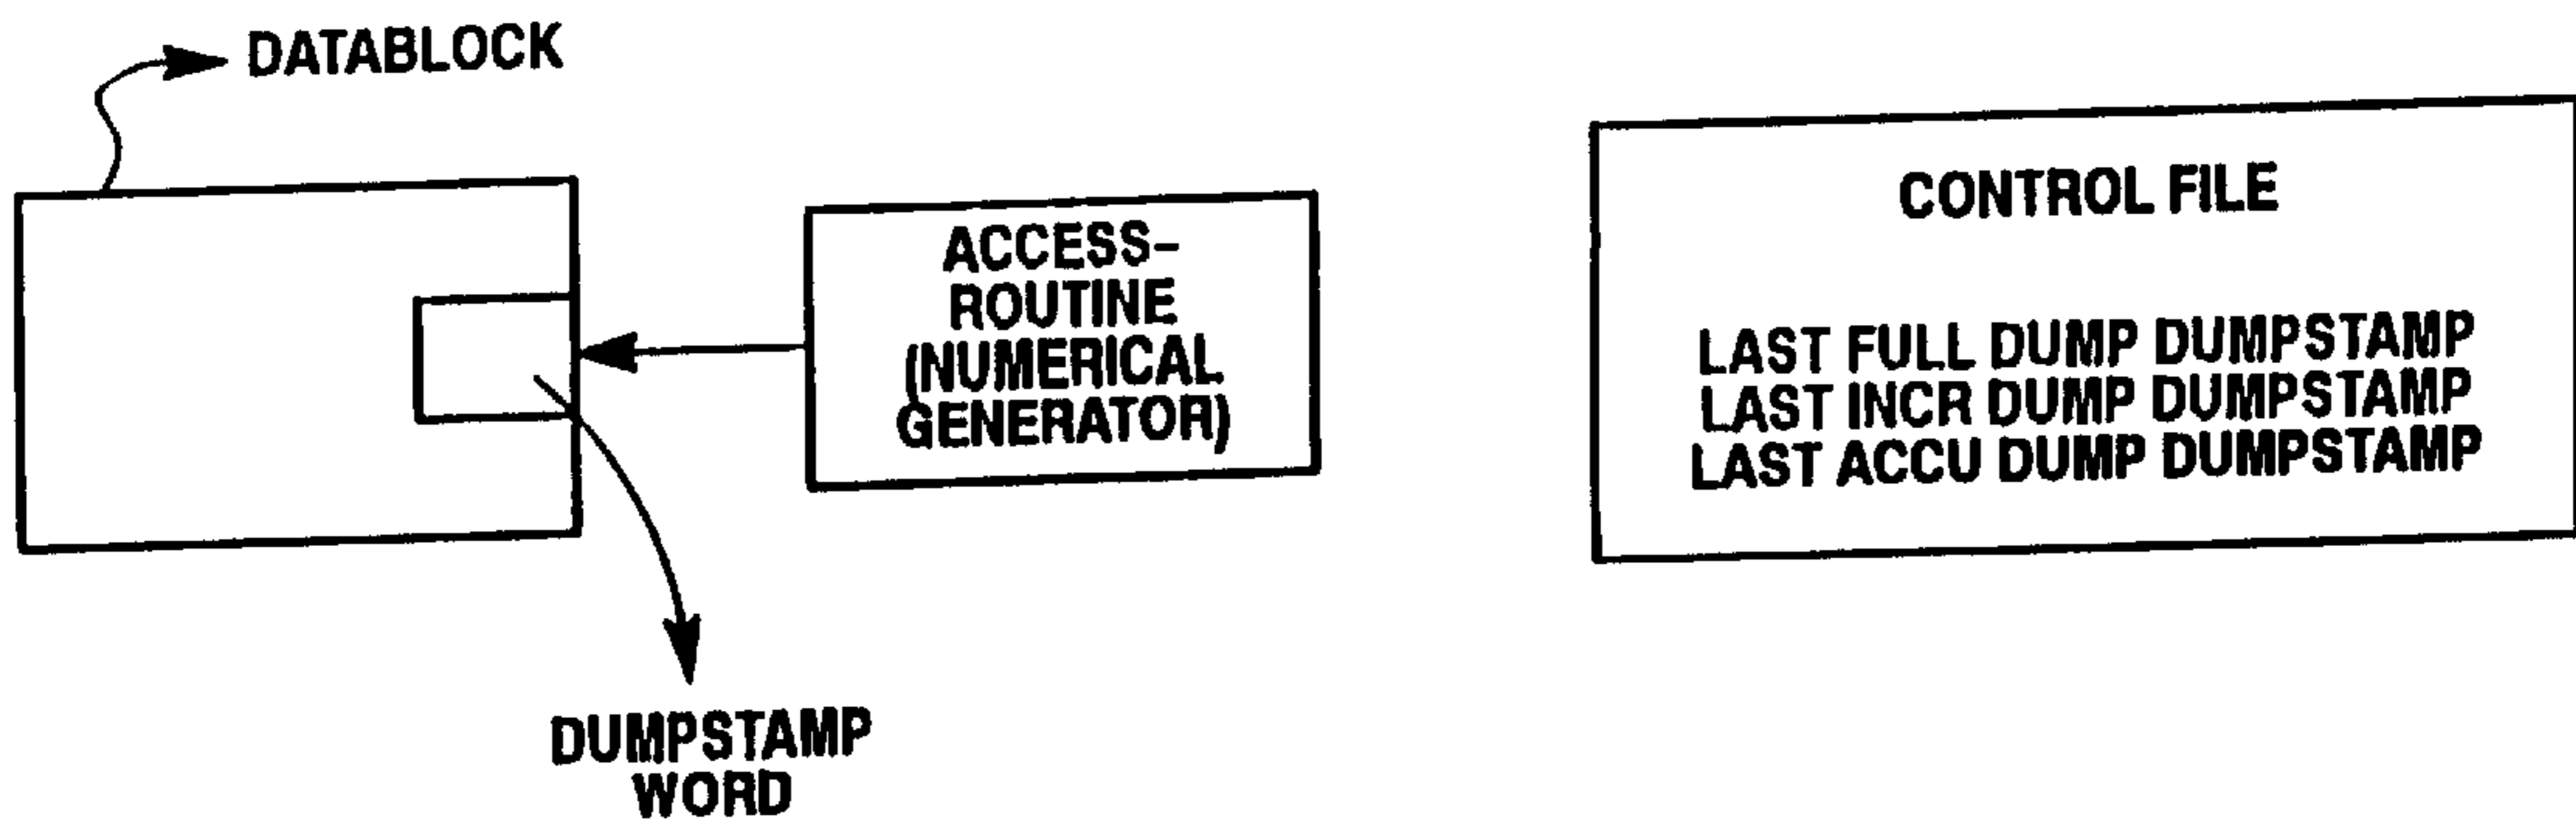 DATABLOCK
ACCESS-
ROUTINE
(NUMERICAL
GENERATOR)
DUMPSTAMP
WORD
CONTROL FILE
LAST FULL DUMP DUMPSTAMP
LAST INCR DUMP DUMPSTAMP
LAST ACCU DUMP DUMPSTAMP